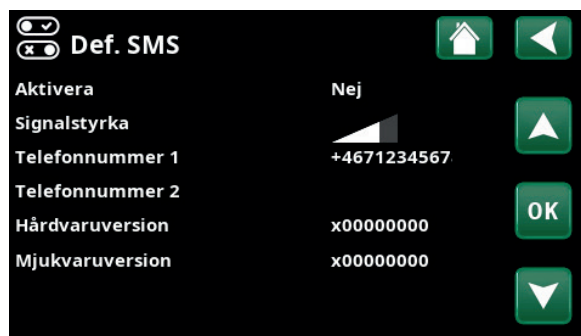 Def. SMS
Aktivera Nej
Signalstyrka
Telefonnummer 1 +4671234567
Telefonnummer 2
Hårdvaruversion x00000000
OK
Mjukvaruversion x00000000